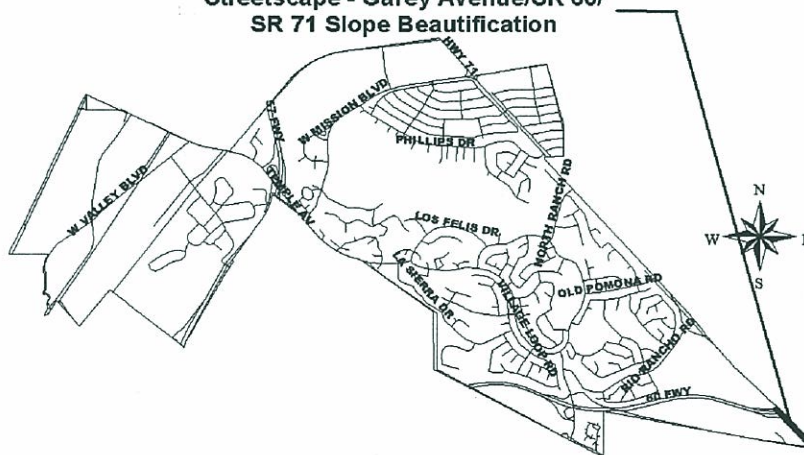 Streetscape - Garey Avenue/SR 60/
SR 71 Slope Beautification
HWY 71
57 FWY
W MISSION BLVD
PHILLIPS DR
W VALLEY BLVD
TEMPLE AV
NORTH RANCH RD
LOS FELIS DR
LA SIERRA DR
VILLAGE LOOP RD
OLD POMONA RD
RIO RANCHO RD
60 FWY
N
W
S